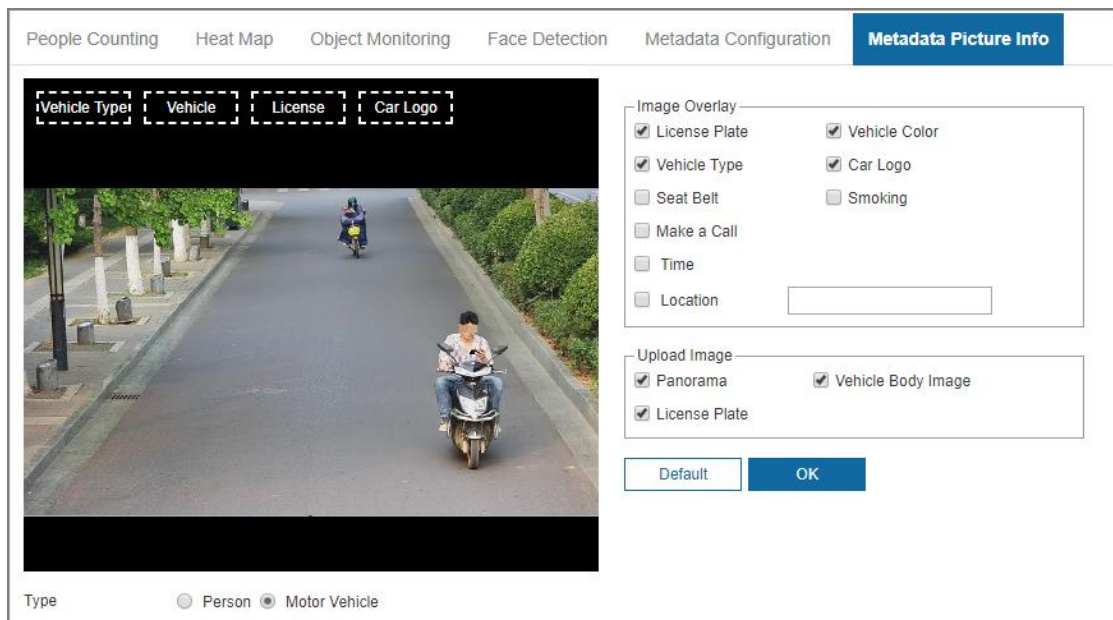 People Counting Heat Map Object Monitoring Face Detection Metadata Configuration Metadata Picture Info
Vehicle Type Vehicle License Car Logo
Image Overlay
License Plate Vehicle Color
Vehicle Type Car Logo
Seat Belt Smoking
Make a Call
Time
Location
Upload Image
Panorama Vehicle Body Image
License Plate
Default OK
Type Person Motor Vehicle